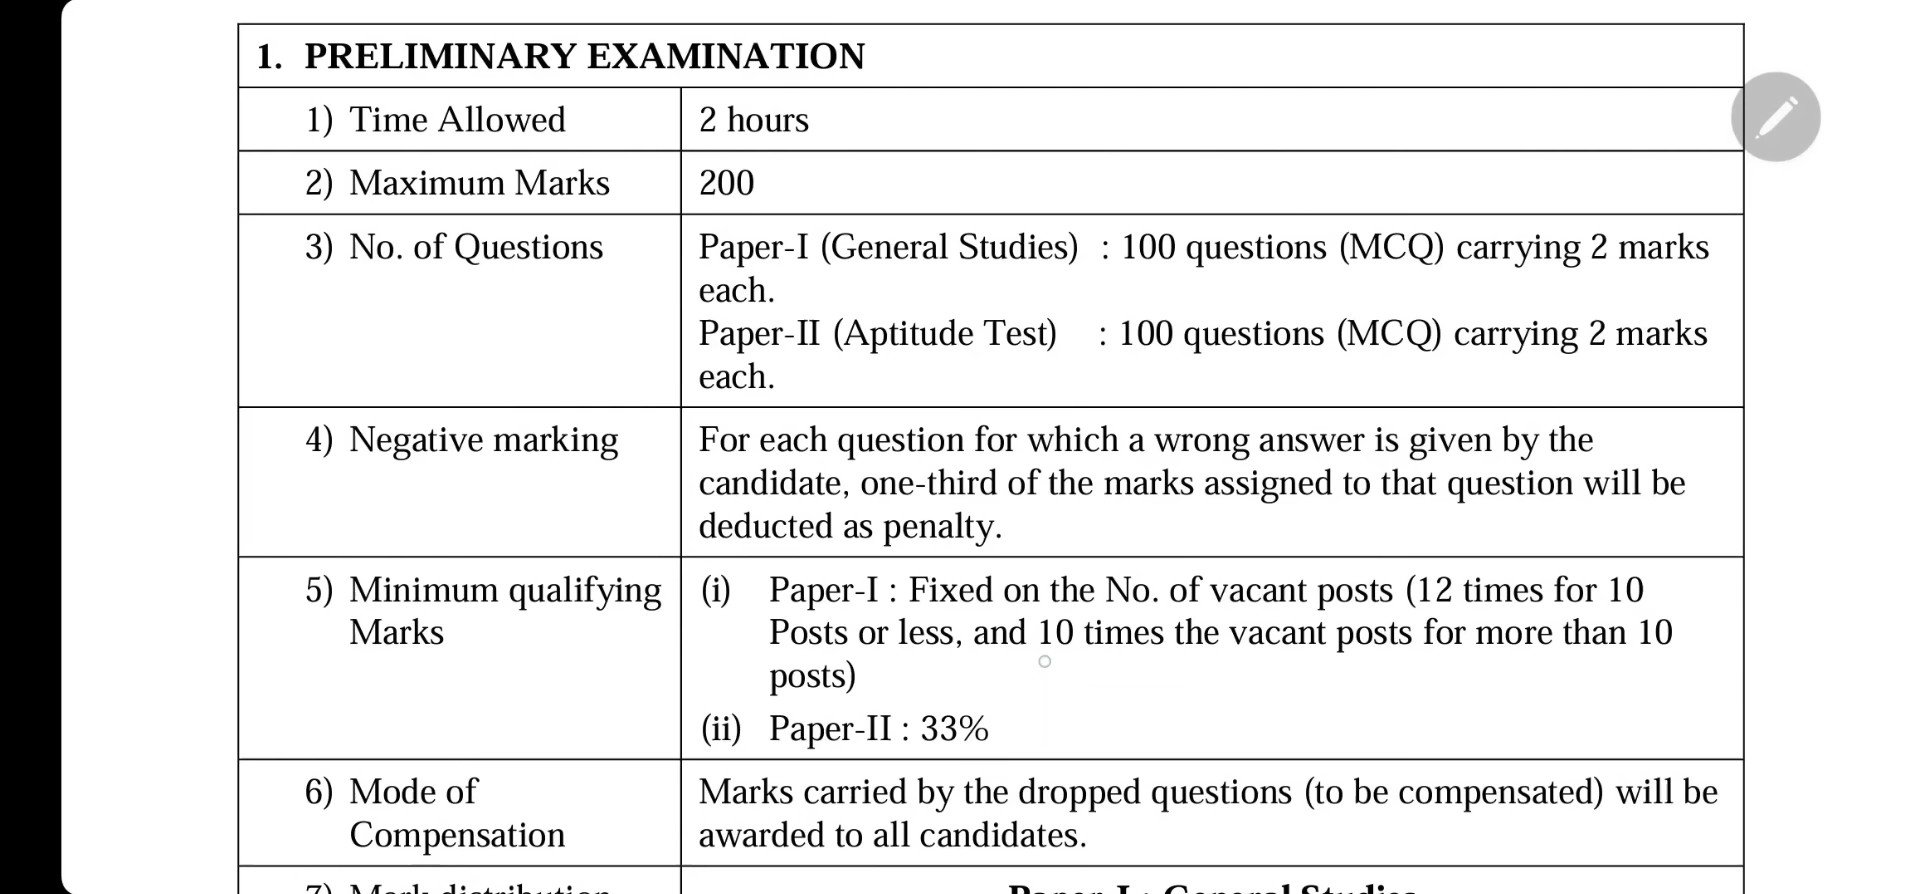 1. PRELIMINARY EXAMINATION
1) Time Allowed
2 hours
2) Maximum Marks
200
3) No. of Questions
Paper-I (General Studies) : 100 questions (MCQ) carrying 2 marks
each.
Paper-II (Aptitude Test) : 100 questions (MCQ) carrying 2 marks
each.
4) Negative marking
For each question for which a wrong answer is given by the
candidate, one-third of the marks assigned to that question will be
deducted as penalty.
5) Minimum qualifying
Marks
(i) Paper-I : Fixed on the No. of vacant posts (12 times for 10
Posts or less, and 10 times the vacant posts for more than 10
posts)
(ii) Paper-II : 33%
6) Mode of
Compensation
Marks carried by the dropped questions (to be compensated) will be
awarded to all candidates.
7) Mark distribution
Paper-I : General Studies